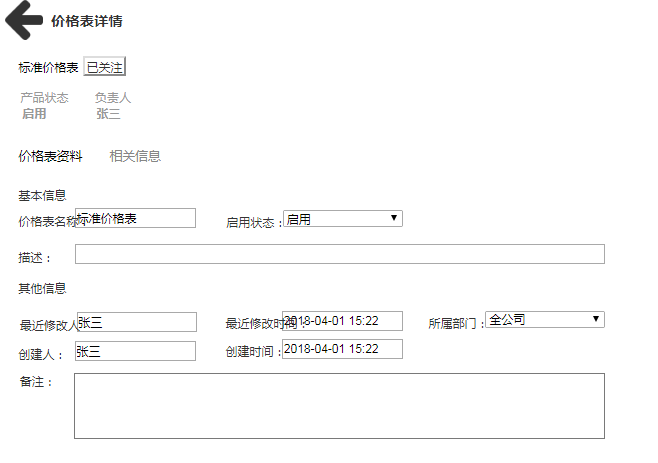 价格表详情
标准价格表 已关注
产品状态 负责人
启用 张三
价格表资料 相关信息
基本信息
价格表名称 标准价格表 启用状态： 启用
描述：
其他信息
最近修改人 张三 最近修改时间： 2018-04-01 15:22 所属部门： 全公司
创建人： 张三 创建时间： 2018-04-01 15:22
备注：